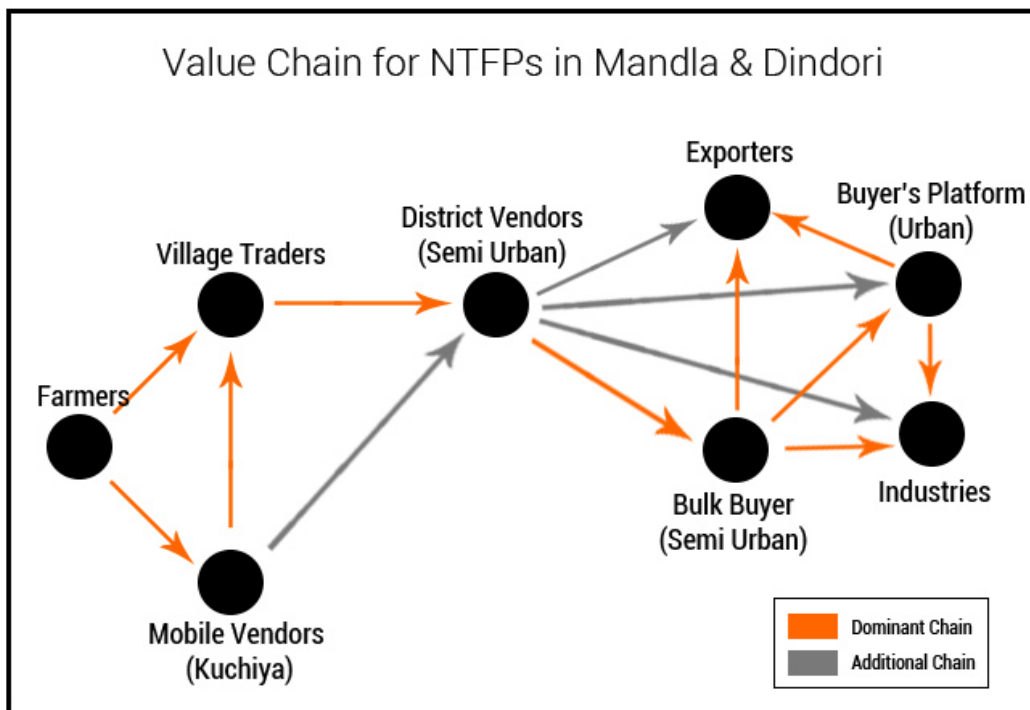 Value Chain for NTFPs in Mandla & Dindori
Exporters
Buyer's Platform
(Urban)
District Vendors
(Semi Urban)
Village Traders
Farmers
Industries
Bulk Buyer
(Semi Urban)
Mobile Vendors
(Kuchiya)
Dominant Chain
Additional Chain